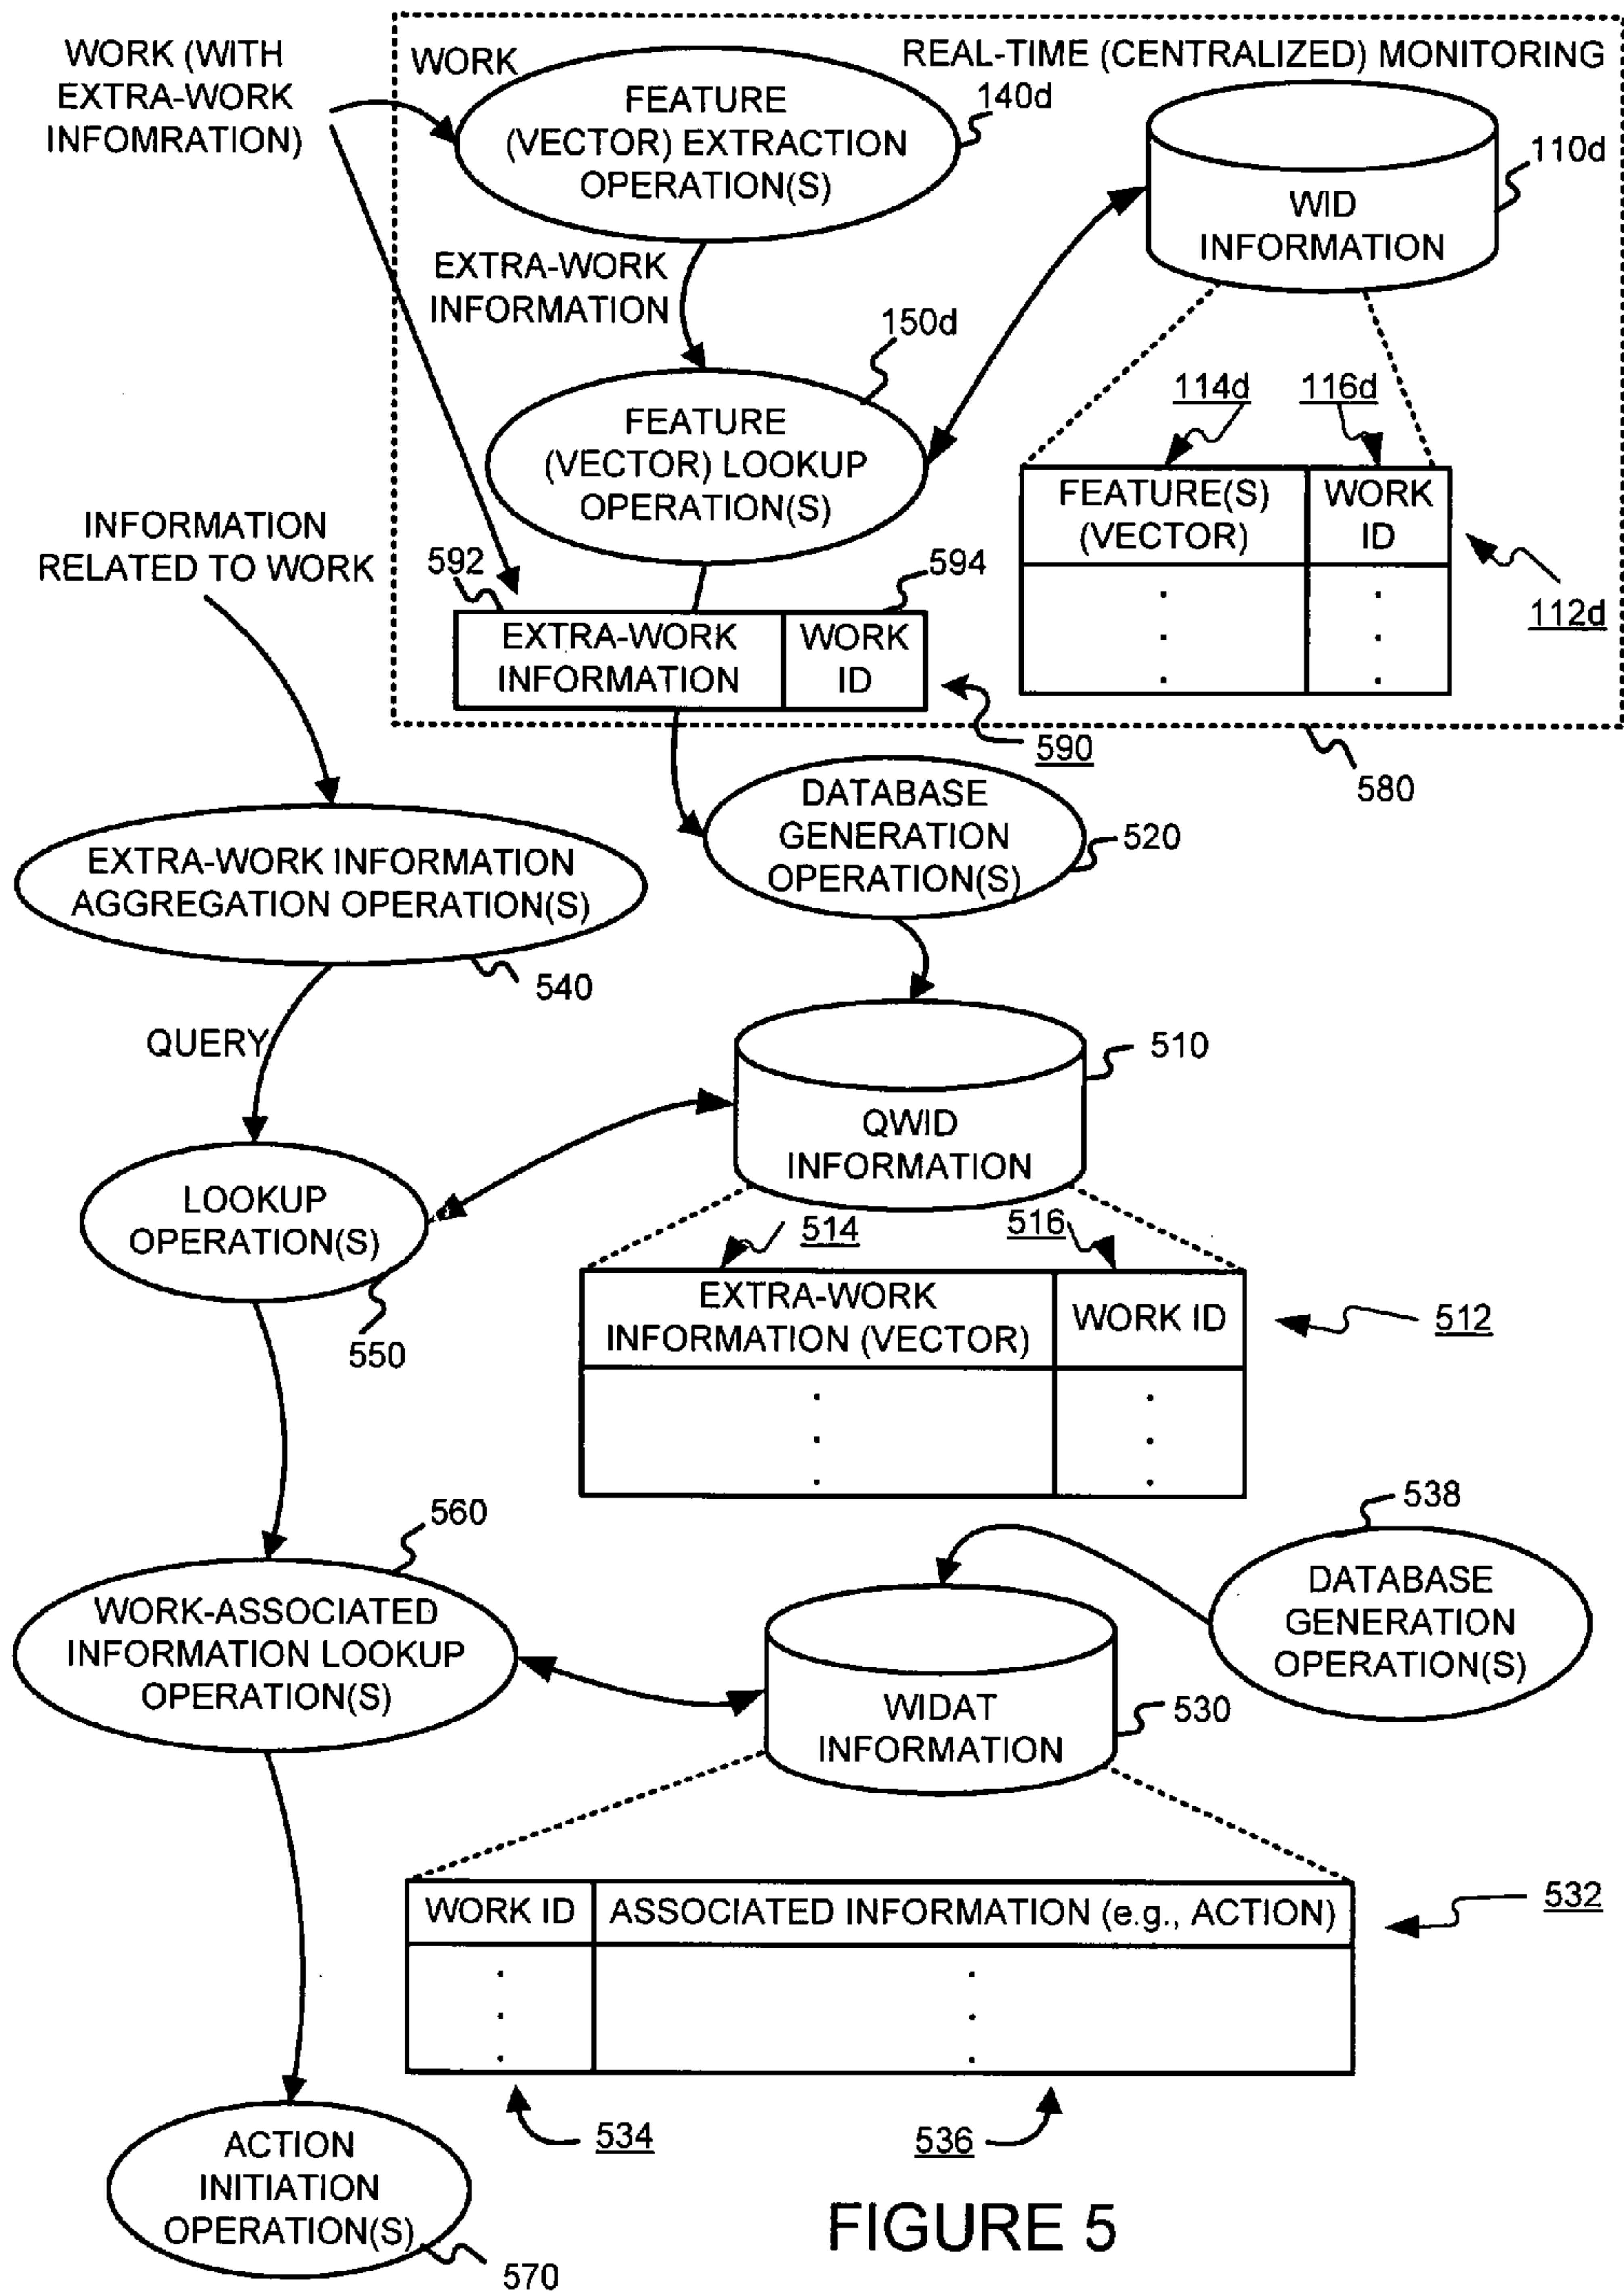 WORK (WITH
EXTRA-WORK
INFOMRATION)
WORK
REAL-TIME (CENTRALIZED) MONITORING
FEATURE
(VECTOR) EXTRACTION
OPERATION(S)
140d
110d
WID
INFORMATION
EXTRA-WORK
INFORMATION
150d
FEATURE
(VECTOR) LOOKUP
OPERATION(S)
114d
116d
FEATURE(S)
(VECTOR)
WORK
ID
112d
INFORMATION
RELATED TO WORK
592
594
EXTRA-WORK
INFORMATION
WORK
ID
590
580
DATABASE
GENERATION
OPERATION(S)
520
EXTRA-WORK INFORMATION
AGGREGATION OPERATION(S)
540
QUERY
510
QWID
INFORMATION
LOOKUP
OPERATION(S)
550
514
516
EXTRA-WORK
INFORMATION (VECTOR)
WORK ID
512
538
DATABASE
GENERATION
OPERATION(S)
560
WORK-ASSOCIATED
INFORMATION LOOKUP
OPERATION(S)
WIDAT
INFORMATION
530
WORK ID
ASSOCIATED INFORMATION (e.g., ACTION)
532
534
536
ACTION
INITIATION
OPERATION(S)
570
FIGURE 5